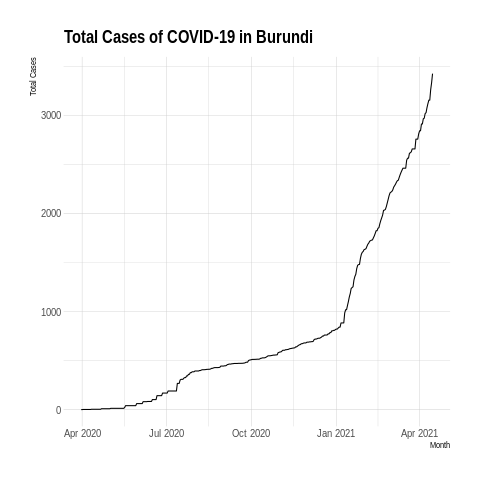 Total Cases of COVID-19 in Burundi
Total Cases
3000
2000
1000
0
Apr 2020 Jul 2020 Oct 2020 Jan 2021 Apr 2021
Month